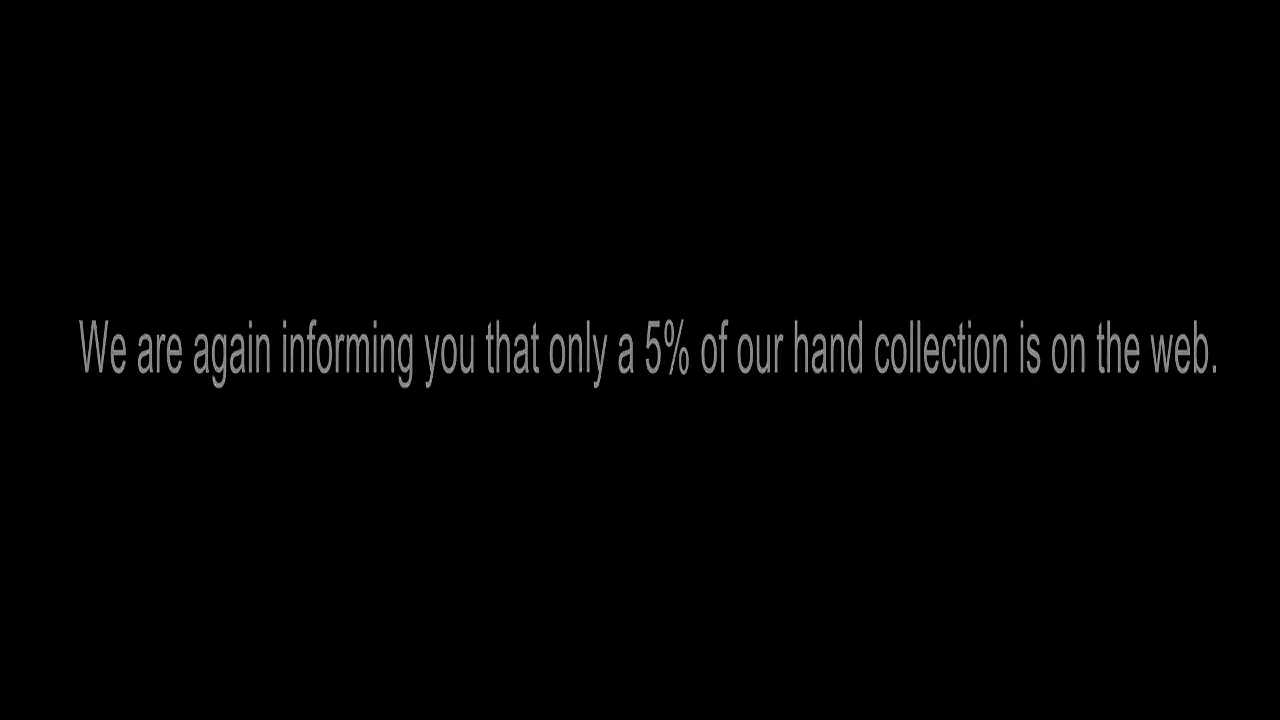 We are again informing you that only a 5% of our hand collection is on the web.